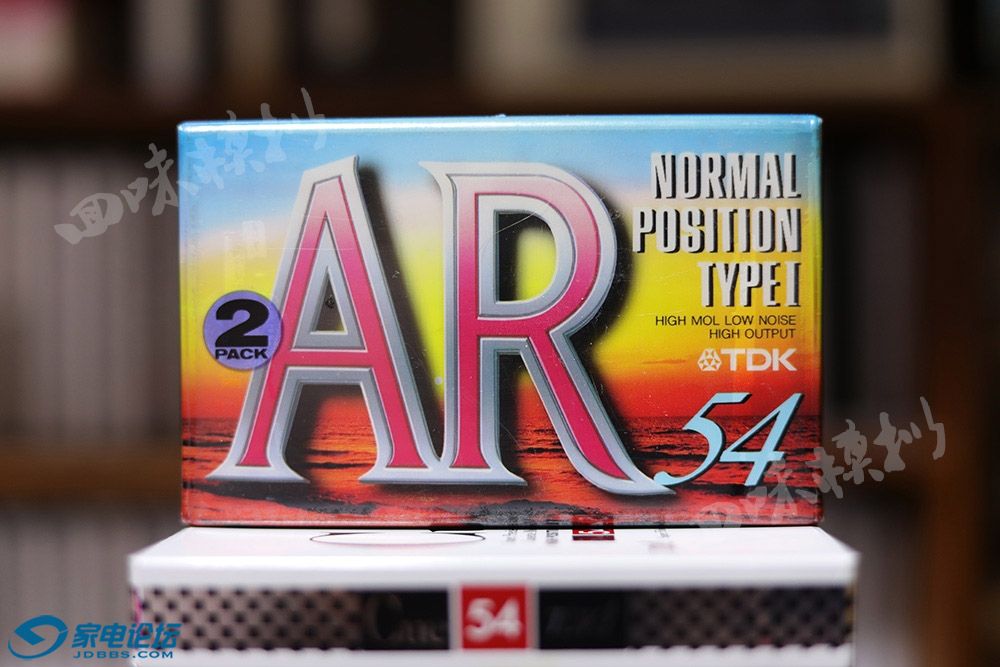 AR
2
PACK
NORMAL
POSITION
TYPE I
HIGH MOL LOW NOISE
HIGH OUTPUT
TDK
54
54
家电论坛
JDBBS.COM